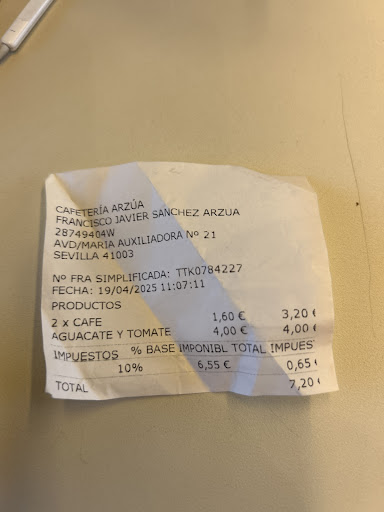 CAFETERÍA ARZÚA
FRANCISCO JAVIER SANCHEZ ARZUA
28749404W
AVD/MARIA AUXILIADORA Nº 21
SEVILLA 41003
Nº FRA SIMPLIFICADA: TTK0784227
FECHA: 19/04/2025 11:07:11
PRODUCTOS
2 x CAFE 1,60 € 3,20 €
AGUACATE Y TOMATE 4,00 € 4,00 €
IMPUESTOS % BASE IMPONIBL TOTAL IMPUES
10% 6,55 € 0,65 €
TOTAL 7,20 €